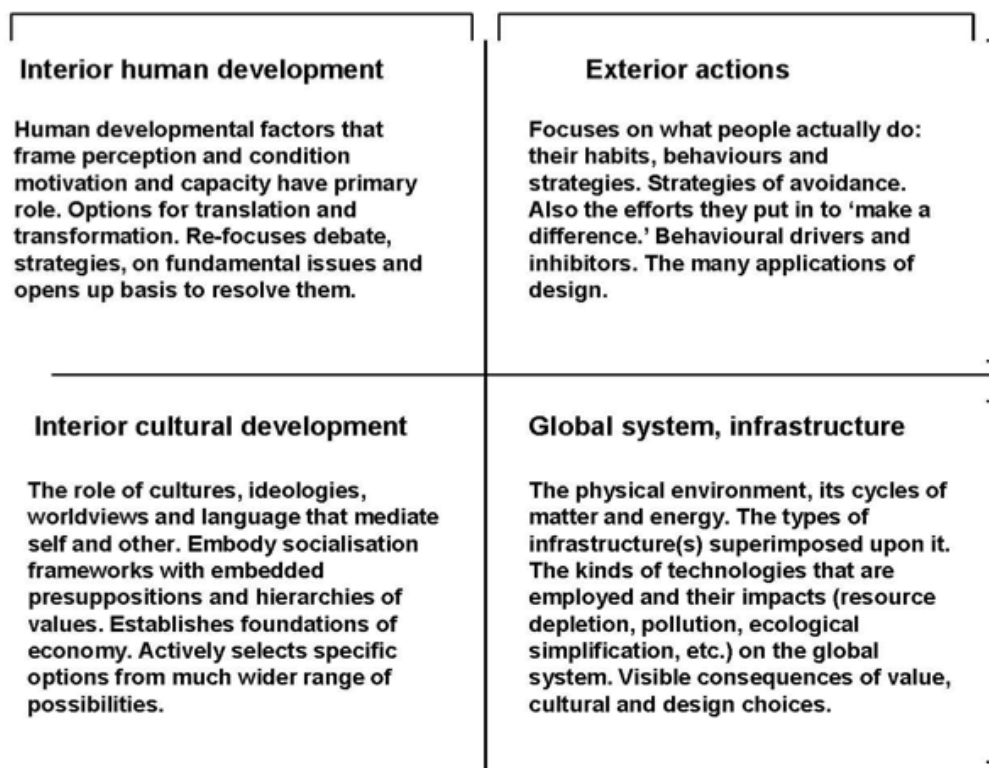 Interior human development
Human developmental factors that
frame perception and condition
motivation and capacity have primary
role. Options for translation and
transformation. Re-focuses debate,
strategies, on fundamental issues and
opens up basis to resolve them.
Exterior actions
Focuses on what people actually do:
their habits, behaviours and
strategies. Strategies of avoidance.
Also the efforts they put in to ‘make a
difference.’ Behavioural drivers and
inhibitors. The many applications of
design.
Interior cultural development
The role of cultures, ideologies,
worldviews and language that mediate
self and other. Embody socialisation
frameworks with embedded
presuppositions and hierarchies of
values. Establishes foundations of
economy. Actively selects specific
options from much wider range of
possibilities.
Global system, infrastructure
The physical environment, its cycles of
matter and energy. The types of
infrastructure(s) superimposed upon it.
The kinds of technologies that are
employed and their impacts (resource
depletion, pollution, ecological
simplification, etc.) on the global
system. Visible consequences of value,
cultural and design choices.